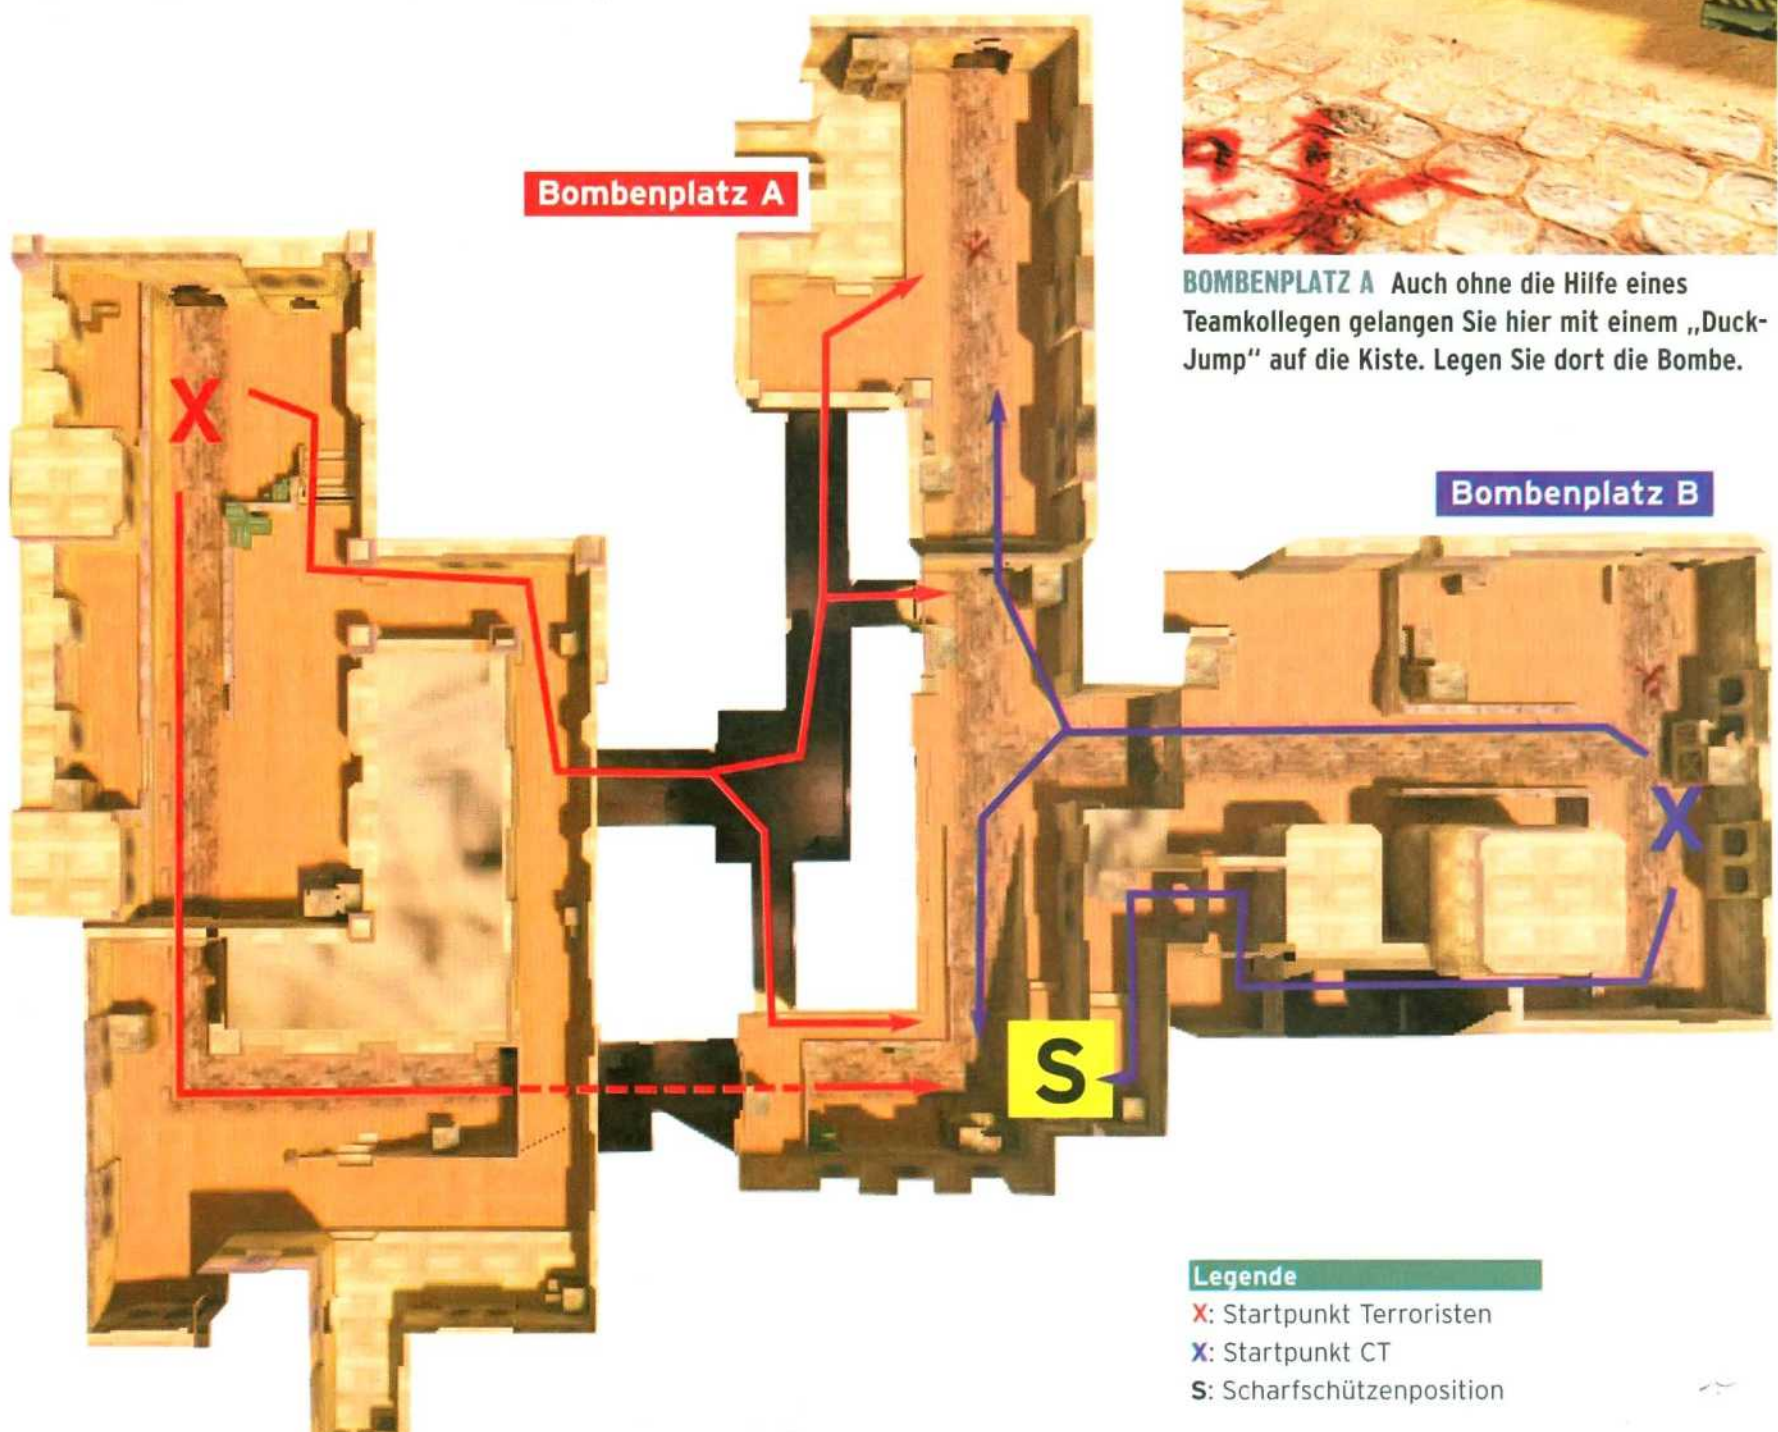 Bombenplatz A
BOMBENPLATZ A Auch ohne die Hilfe eines
Teamkollegen gelangen Sie hier mit einem „Duck-
Jump“ auf die Kiste. Legen Sie dort die Bombe.
X
Bombenplatz B
X
S
Legende
X: Startpunkt Terroristen
X: Startpunkt CT
S: Scharfschützenposition